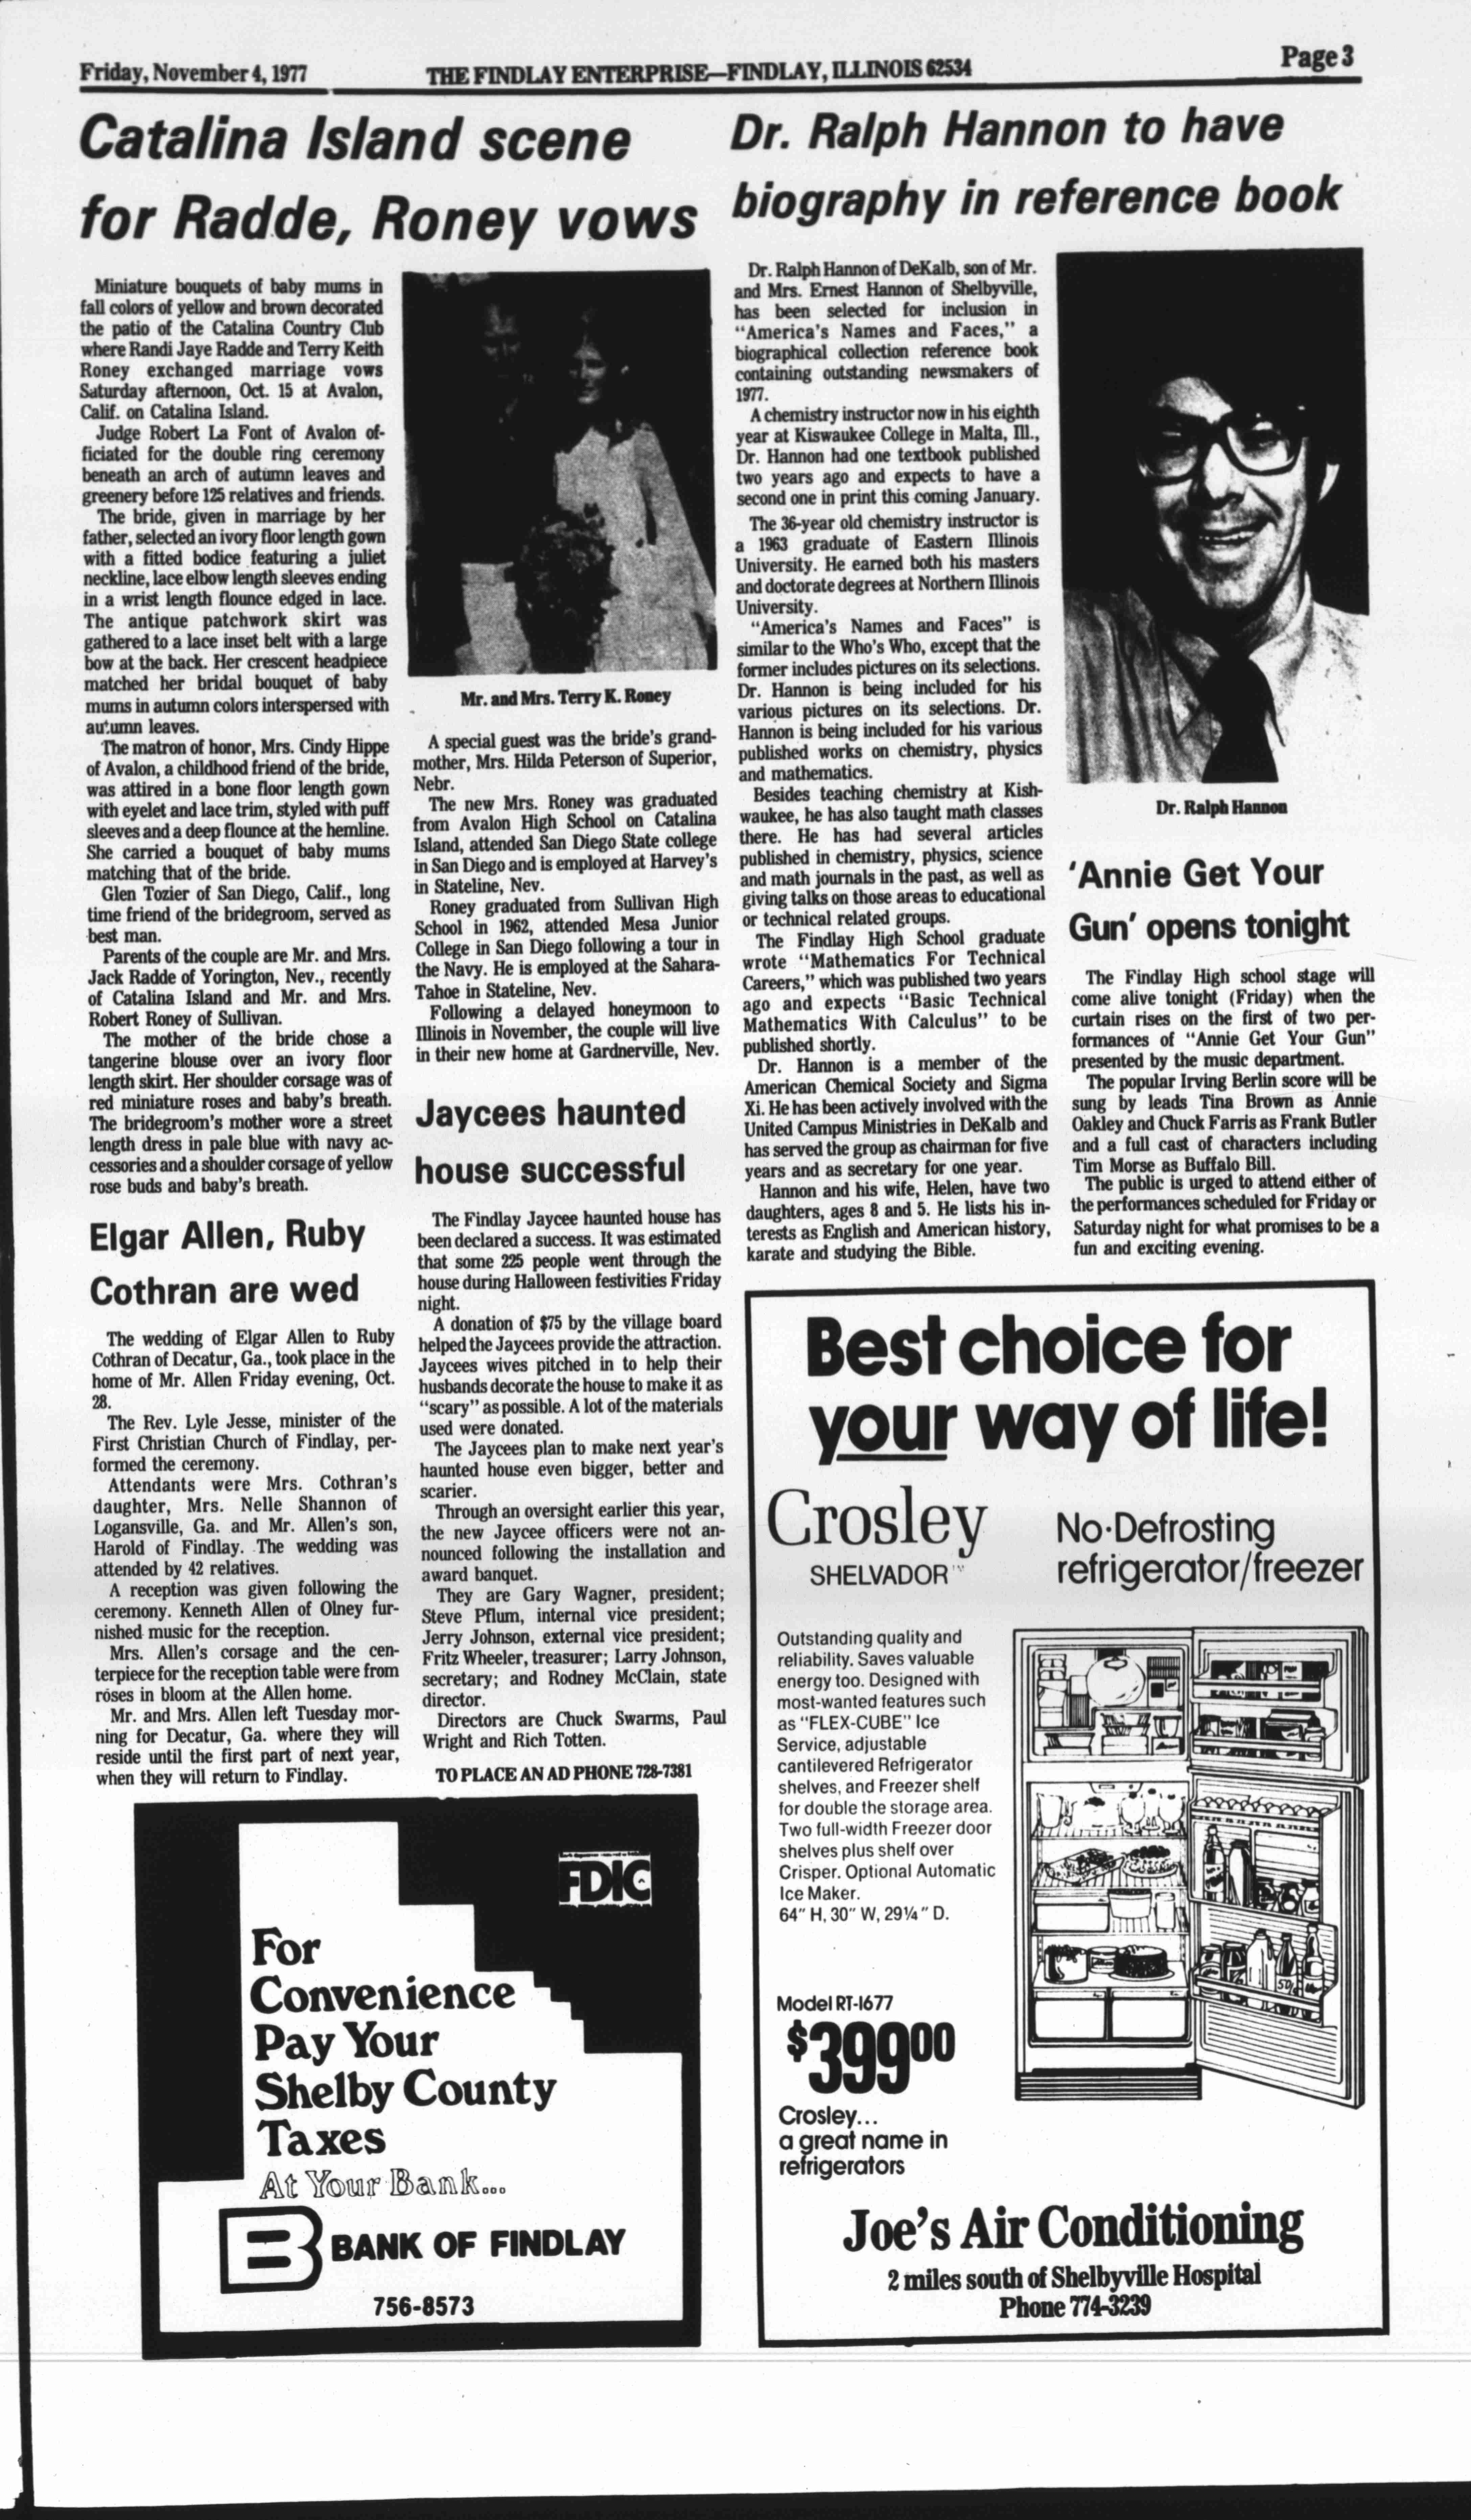 Friday, November 4, 1977
THE FINDLAY ENTERPRISE—FINDLAY, ILLINOIS 62534
Page 3
Catalina Island scene
for Radde, Roney vows
Miniature bouquets of baby mums in
fall colors of yellow and brown decorated
the patio of the Catalina Country Club
where Randi Jaye Radde and Terry Keith
Roney exchanged marriage vows
Saturday afternoon, Oct. 15 at Avalon,
Calif. on Catalina Island.
Judge Robert La Font of Avalon of-
ficiated for the double ring ceremony
beneath an arch of autumn leaves and
greenery before 125 relatives and friends.
The bride, given in marriage by her
father, selected an ivory floor length gown
with a fitted bodice featuring a juliet
neckline, lace elbow length sleeves ending
in a wrist length flounce edged in lace.
The antique patchwork skirt was
gathered to a lace inset belt with a large
bow at the back. Her crescent headpiece
matched her bridal bouquet of baby
mums in autumn colors interspersed with
autumn leaves.
The matron of honor, Mrs. Cindy Hippe
of Avalon, a childhood friend of the bride,
was attired in a bone floor length gown
with eyelet and lace trim, styled with puff
sleeves and a deep flounce at the hemline.
She carried a bouquet of baby mums
matching that of the bride.
Glen Tozier of San Diego, Calif., long
time friend of the bridegroom, served as
best man.
Parents of the couple are Mr. and Mrs.
Jack Radde of Yorington, Nev., recently
of Catalina Island and Mr. and Mrs.
Robert Roney of Sullivan.
The mother of the bride chose a
tangerine blouse over an ivory floor
length skirt. Her shoulder corsage was of
red miniature roses and baby's breath.
The bridegroom's mother wore a street
length dress in pale blue with navy ac-
cessories and a shoulder corsage of yellow
rose buds and baby's breath.
Mr. and Mrs. Terry K. Roney
A special guest was the bride's grand-
mother, Mrs. Hilda Peterson of Superior,
Nebr.
The new Mrs. Roney was graduated
from Avalon High School on Catalina
Island, attended San Diego State college
in San Diego and is employed at Harvey's
in Stateline, Nev.
Roney graduated from Sullivan High
School in 1962, attended Mesa Junior
College in San Diego following a tour in
the Navy. He is employed at the Sahara-
Tahoe in Stateline, Nev.
Following a delayed honeymoon to
Illinois in November, the couple will live
in their new home at Gardnerville, Nev.
Elgar Allen, Ruby
Cothran are wed
The wedding of Elgar Allen to Ruby
Cothran of Decatur, Ga., took place in the
home of Mr. Allen Friday evening, Oct.
28.
The Rev. Lyle Jesse, minister of the
First Christian Church of Findlay, per-
formed the ceremony.
Attendants were Mrs. Cothran's
daughter, Mrs. Nelle Shannon of
Logansville, Ga. and Mr. Allen's son,
Harold of Findlay. The wedding was
attended by 42 relatives.
A reception was given following the
ceremony. Kenneth Allen of Olney fur-
nished music for the reception.
Mrs. Allen's corsage and the cen-
terpiece for the reception table were from
roses in bloom at the Allen home.
Mr. and Mrs. Allen left Tuesday mor-
ning for Decatur, Ga. where they will
reside until the first part of next year,
when they will return to Findlay.
Jaycees haunted
house successful
The Findlay Jaycee haunted house has
been declared a success. It was estimated
that some 225 people went through the
house during Halloween festivities Friday
night.
A donation of $75 by the village board
helped the Jaycees provide the attraction.
Jaycees wives pitched in to help their
husbands decorate the house to make it as
"scary" as possible. A lot of the materials
used were donated.
The Jaycees plan to make next year's
haunted house even bigger, better and
scarier.
Through an oversight earlier this year,
the new Jaycee officers were not an-
nounced following the installation and
award banquet.
They are Gary Wagner, president;
Steve Pflum, internal vice president;
Jerry Johnson, external vice president;
Fritz Wheeler, treasurer; Larry Johnson,
secretary; and Rodney McClain, state
director.
Directors are Chuck Swarms, Paul
Wright and Rich Totten.
TO PLACE AN AD PHONE 728-7381
Dr. Ralph Hannon to have
biography in reference book
Dr. Ralph Hannon of DeKalb, son of Mr.
and Mrs. Ernest Hannon of Shelbyville,
has been selected for inclusion in
"America's Names and Faces," a
biographical collection reference book
containing outstanding newsmakers of
1977.
A chemistry instructor now in his eighth
year at Kiswaukee College in Malta, Ill.,
Dr. Hannon had one textbook published
two years ago and expects to have a
second one in print this coming January.
The 36-year old chemistry instructor is
a 1963 graduate of Eastern Illinois
University. He earned both his masters
and doctorate degrees at Northern Illinois
University.
"America's Names and Faces" is
similar to the Who's Who, except that the
former includes pictures on its selections.
Dr. Hannon is being included for his
various pictures on its selections. Dr.
Hannon is being included for his various
published works on chemistry, physics
and mathematics.
Besides teaching chemistry at Kish-
waukee, he has also taught math classes
there. He has had several articles
published in chemistry, physics, science
and math journals in the past, as well as
giving talks on those areas to educational
or technical related groups.
The Findlay High School graduate
wrote "Mathematics For Technical
Careers," which was published two years
ago and expects "Basic Technical
Mathematics With Calculus" to be
published shortly.
Dr. Hannon is a member of the
American Chemical Society and Sigma
Xi. He has been actively involved with the
United Campus Ministries in DeKalb and
has served the group as chairman for five
years and as secretary for one year.
Hannon and his wife, Helen, have two
daughters, ages 8 and 5. He lists his in-
terests as English and American history,
karate and studying the Bible.
Dr. Ralph Hannon
'Annie Get Your
Gun' opens tonight
The Findlay High school stage will
come alive tonight (Friday) when the
curtain rises on the first of two per-
formances of "Annie Get Your Gun"
presented by the music department.
The popular Irving Berlin score will be
sung by leads Tina Brown as Annie
Oakley and Chuck Farris as Frank Butler
and a full cast of characters including
Tim Morse as Buffalo Bill.
The public is urged to attend either of
the performances scheduled for Friday or
Saturday night for what promises to be a
fun and exciting evening.
FDIC
For
Convenience
Pay Your
Shelby County
Taxes
At Your Bank...
B BANK OF FINDLAY
756-8573
Best choice for
your way of life!
Crosley
SHELVADOR™
No-Defrosting
refrigerator/freezer
Outstanding quality and
reliability. Saves valuable
energy too. Designed with
most-wanted features such
as "FLEX-CUBE" Ice
Service, adjustable
cantilevered Refrigerator
shelves, and Freezer shelf
for double the storage area.
Two full-width Freezer door
shelves plus shelf over
Crisper. Optional Automatic
Ice Maker.
64" H, 30" W, 29¼" D.
Model RT-1677
$399.00
Crosley...
a great name in
refrigerators
Joe's Air Conditioning
2 miles south of Shelbyville Hospital
Phone 774-3239